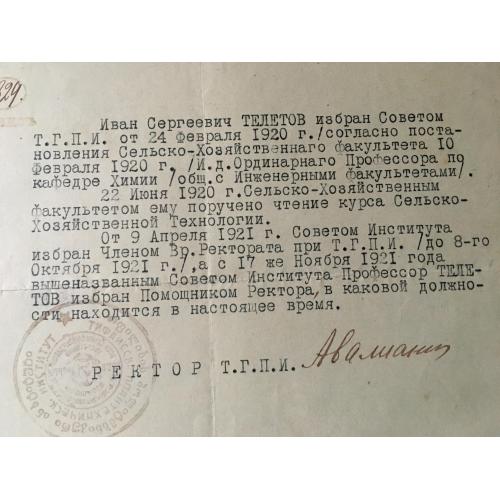 329.
Иван Сергеевич ТЕЛЕТОВ избран Советом
Т.Г.П.И. от 24 февраля 1920 г./согласно поста-
новления Сельско-Хозяйственнаго факультета 10
Февраля 1920 г./И.д.Ординарнаго Профессора по
кафедре Химии /общ.с Инженерными факультетами/.
22 Июня 1920 г.Сельско-Хозяйственным
факультетом ему поручено чтение курса Сельско-
Хозяйственной Технологии.
От 9 Апреля 1921 г. Советом Института
избран Членом Вр.Ректората при Т.Г.П.И. /до 8-го
Октября 1921 г./,а с 17 же Ноября 1921 года
вышеназванным Советом Института Профессор ТЕЛЕ-
ТОВ избран Помощником Ректора,в каковой должно-
сти находится в настоящее время.
РЕКТОР Т.Г.П.И.